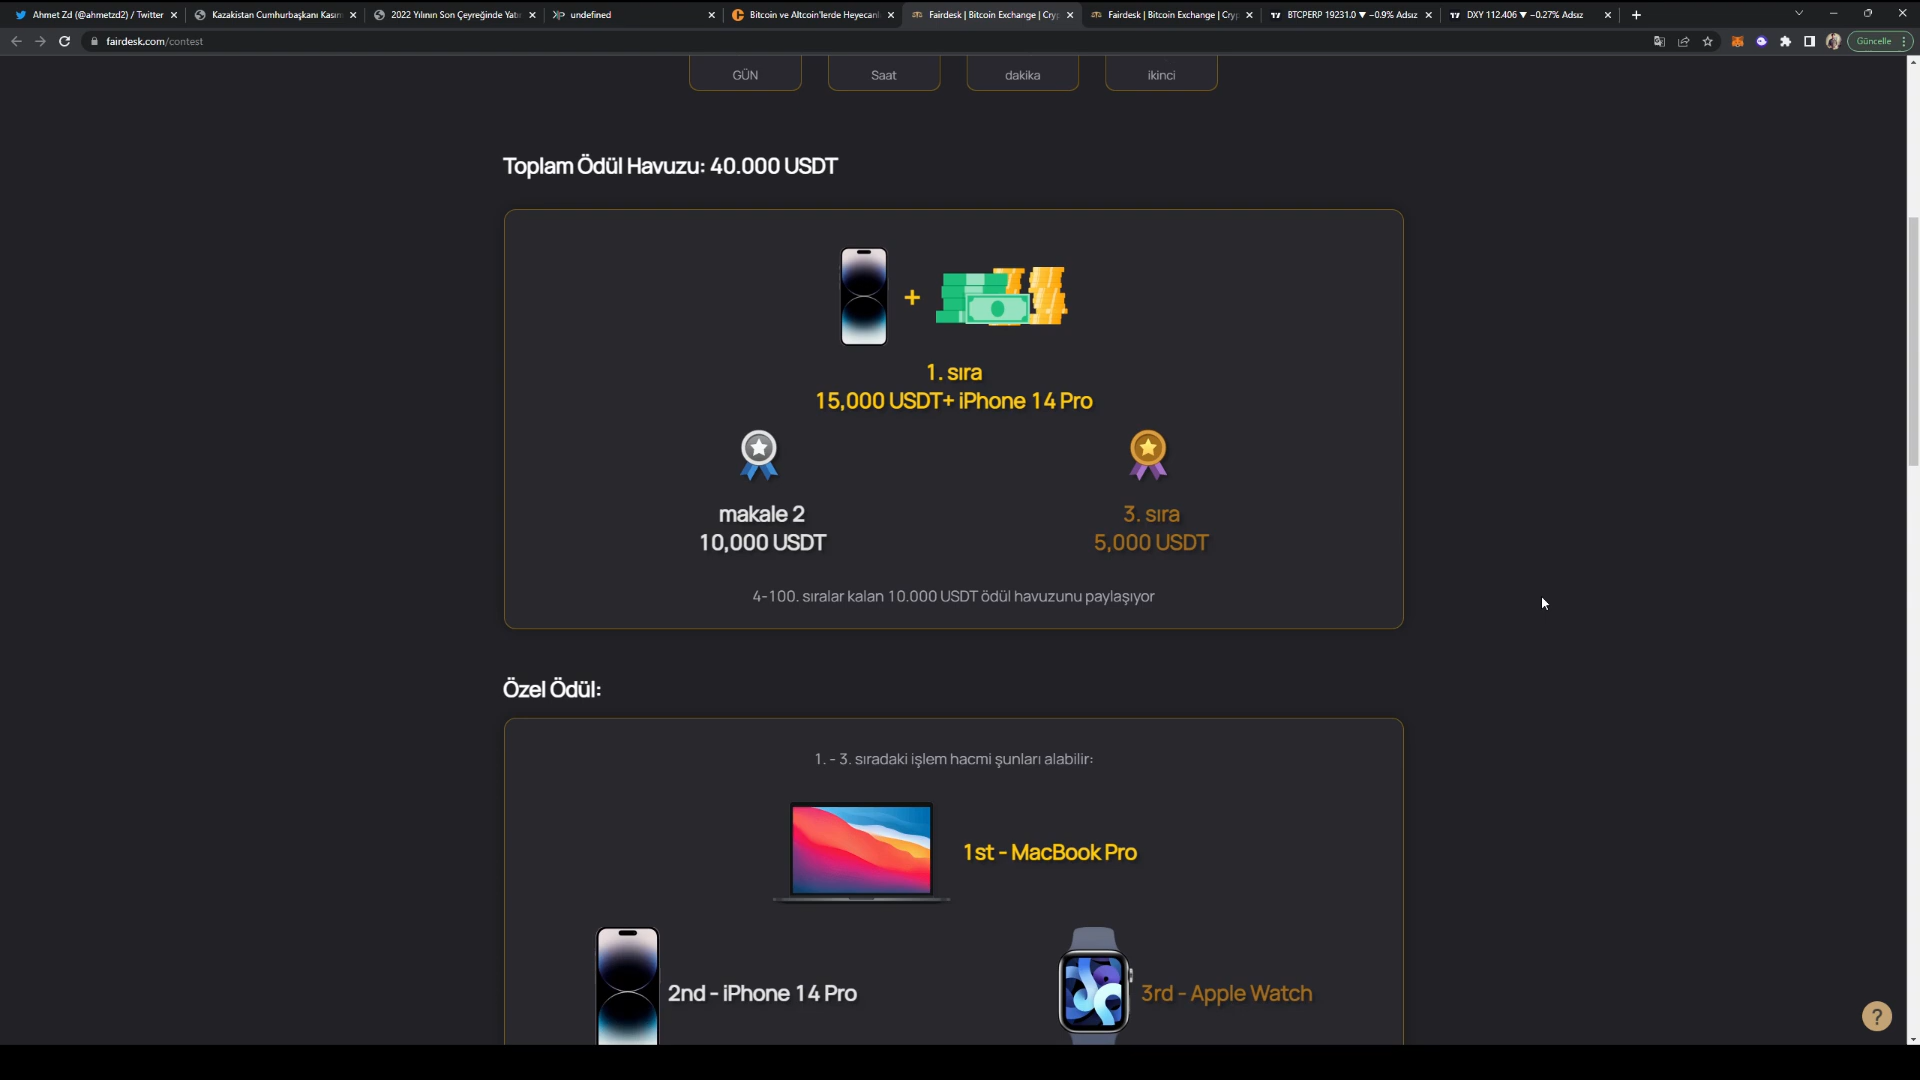 Ahmet Zd (@ahmetzd2) / Twitter
Kazakistan Cumhurbaşkanı Kasım
2022 Yılının Son Çeyreğinde Yatır
undefined
Bitcoin ve Altcoin'lerde Heyecanl
Fairdesk | Bitcoin Exchange | Cry
Fairdesk | Bitcoin Exchange | Cryp
BTCPERP 19231.0 ▼ −0.9% Adsız
DXY 112.406 ▼ −0.27% Adsız
fairdesk.com/contest
Güncelle
GÜN
Saat
dakika
ikinci
Toplam Ödül Havuzu: 40.000 USDT
1. sıra
15,000 USDT+ iPhone 14 Pro
makale 2
10,000 USDT
3. sıra
5,000 USDT
4-100. sıralar kalan 10.000 USDT ödül havuzunu paylaşıyor
Özel Ödül:
1. - 3. sıradaki işlem hacmi şunları alabilir:
1st - MacBook Pro
2nd - iPhone 14 Pro
3rd - Apple Watch
?